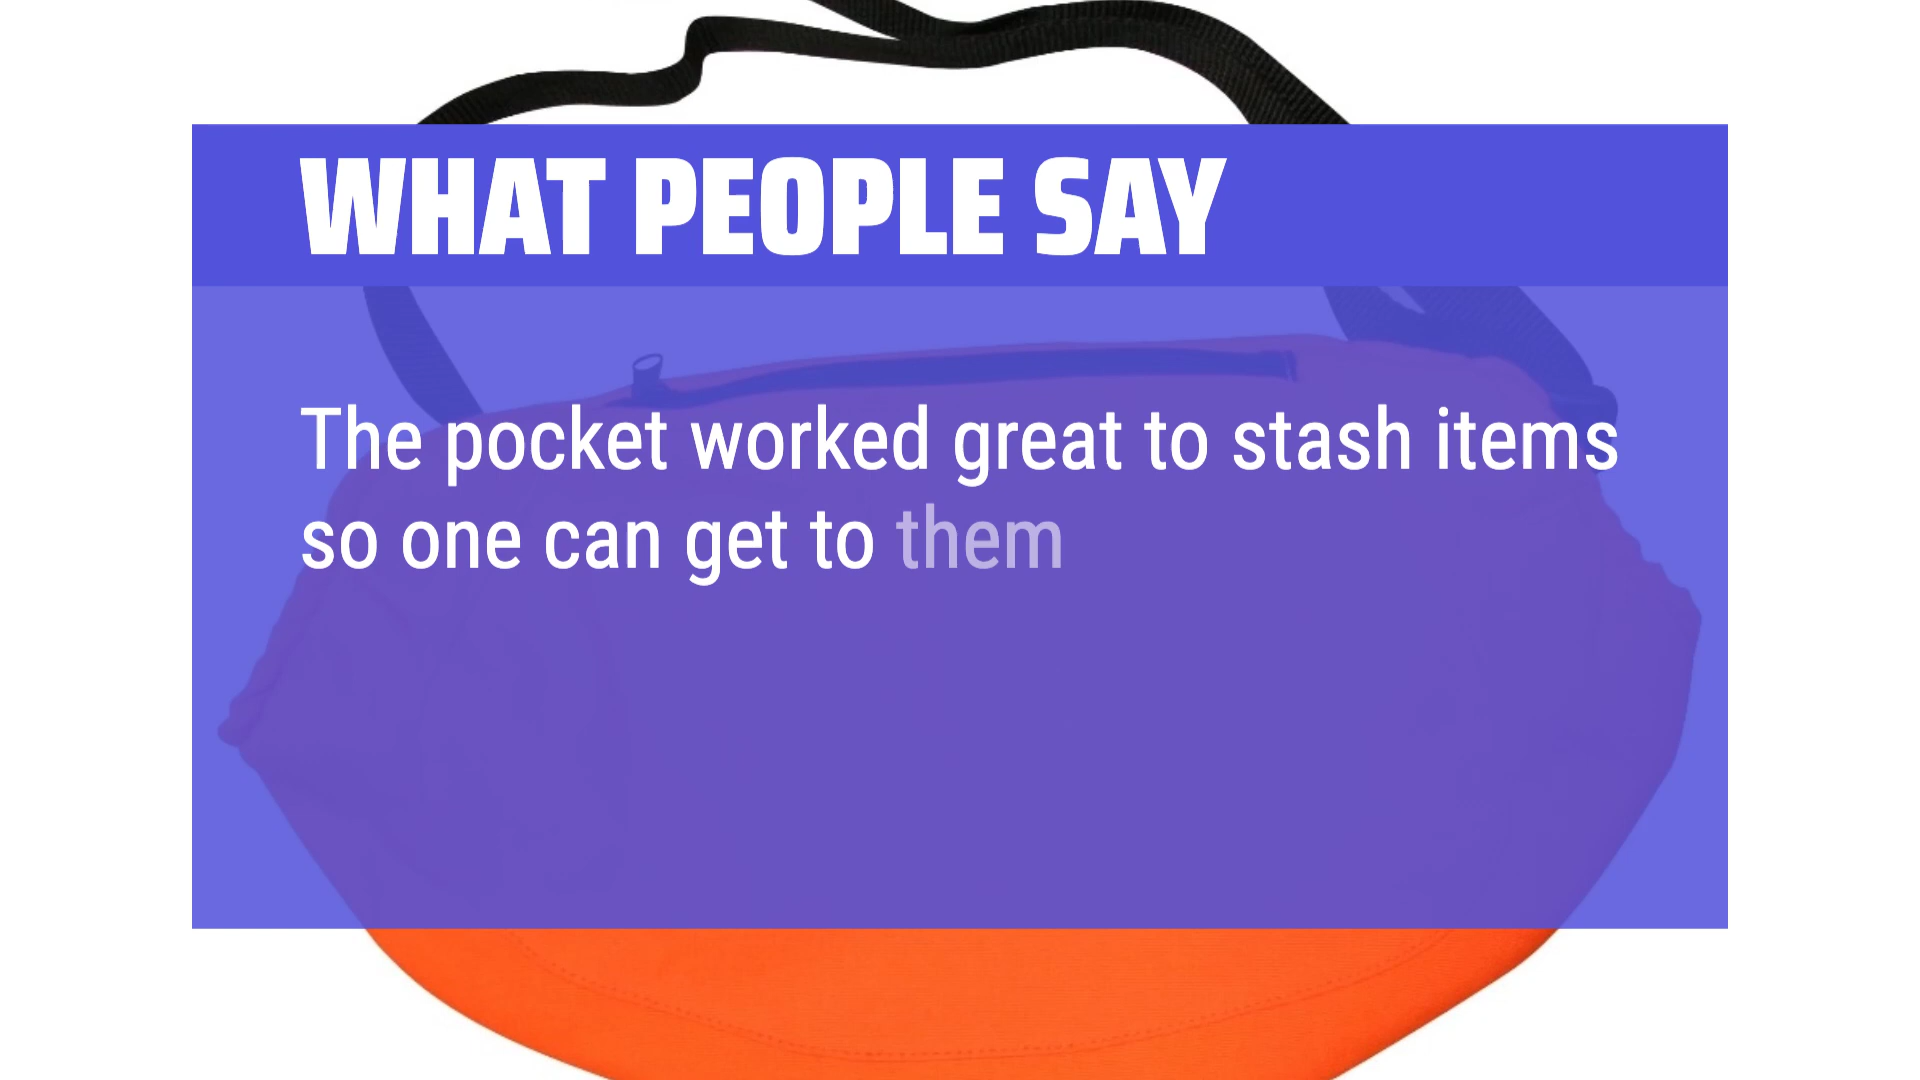 WHAT PEOPLE SAY
The pocket worked great to stash items
so one can get to them